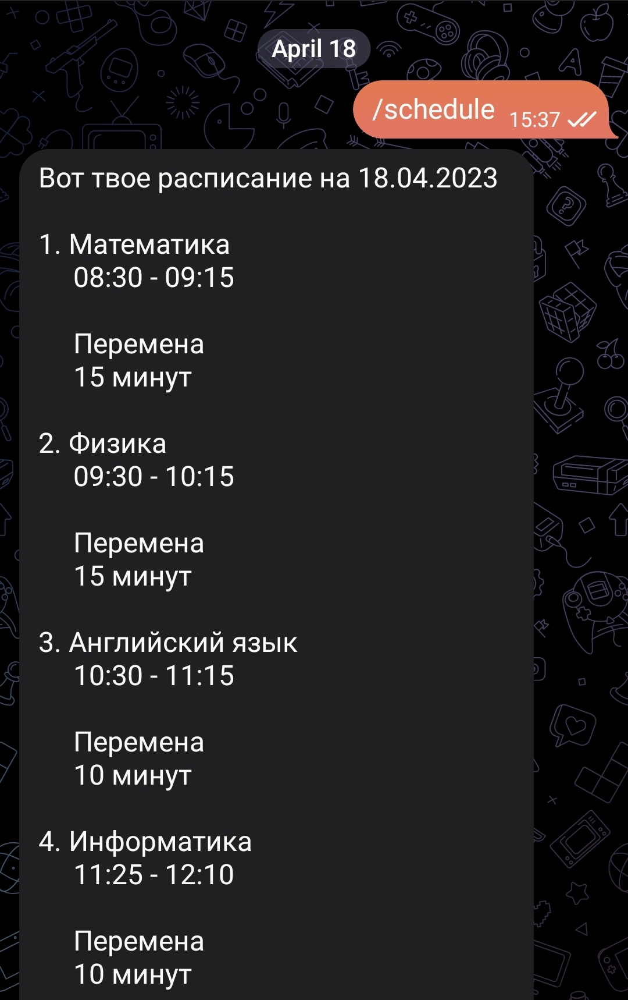 April 18
/schedule 15:37
Вот твое расписание на 18.04.2023
1. Математика
08:30 - 09:15
Перемена
15 минут
2. Физика
09:30 - 10:15
Перемена
15 минут
3. Английский язык
10:30 - 11:15
Перемена
10 минут
4. Информатика
11:25 - 12:10
Перемена
10 минут